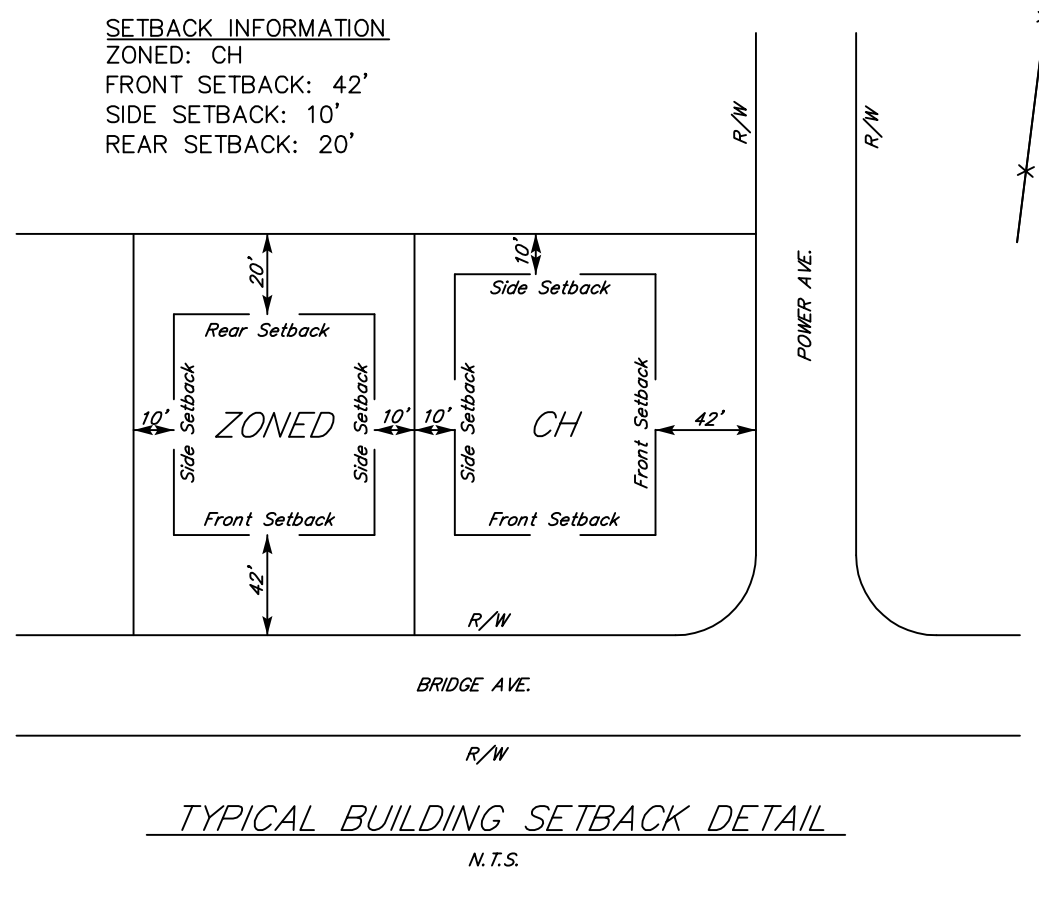 SETBACK INFORMATION
ZONED: CH
FRONT SETBACK: 42'
SIDE SETBACK: 10'
REAR SETBACK: 20'
R/W
R/W
20'
10'
Side Setback
Rear Setback
POWER AVE.
10'
Side Setback
ZONED
Side Setback
10'
10'
Side Setback
CH
Front Setback
42'
Front Setback
Front Setback
42'
R/W
BRIDGE AVE.
R/W
TYPICAL BUILDING SETBACK DETAIL
N.T.S.